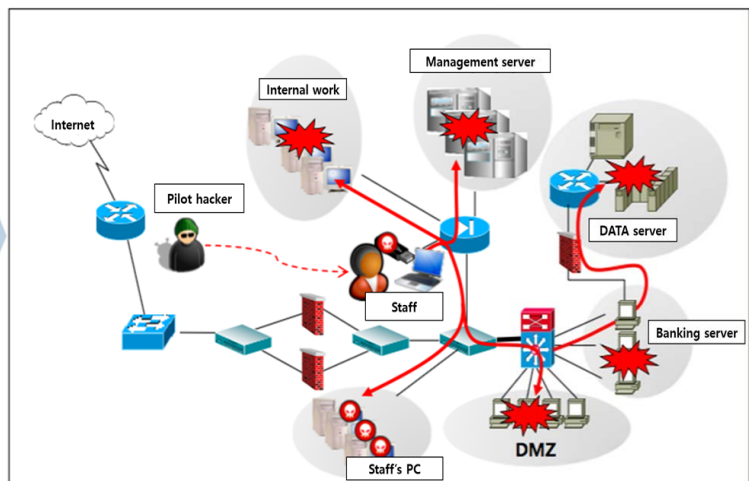 Management server
Internal work
Internet
Pilot hacker
DATA server
Staff
Banking server
DMZ
Staff's PC